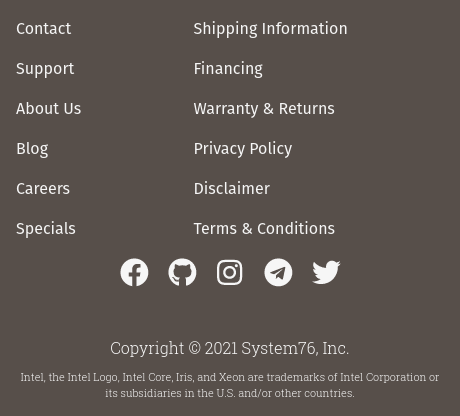 Contact
Support
About Us
Blog
Careers
Specials
Shipping Information
Financing
Warranty & Returns
Privacy Policy
Disclaimer
Terms & Conditions
Copyright © 2021 System76, Inc.
Intel, the Intel Logo, Intel Core, Iris, and Xeon are trademarks of Intel Corporation or
its subsidiaries in the U.S. and/or other countries.